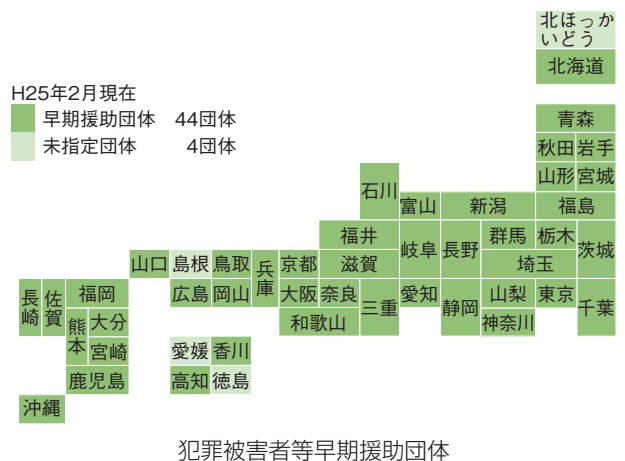 北ほっか
いどう
北海道
H25年2月現在
早期援助団体 44団体
未指定団体 4団体
青森
秋田 岩手
山形 宮城
石川
富山 新潟 福島
福井 岐阜 長野 群馬 栃木 茨城
山口 島根 鳥取 兵庫 京都 滋賀 埼玉
長崎 佐賀 福岡 広島 岡山 大阪 奈良 三重 愛知 静岡 山梨 東京 千葉
熊本 大分 和歌山 神奈川
宮崎 愛媛 香川
鹿児島 高知 徳島
沖縄
犯罪被害者等早期援助団体